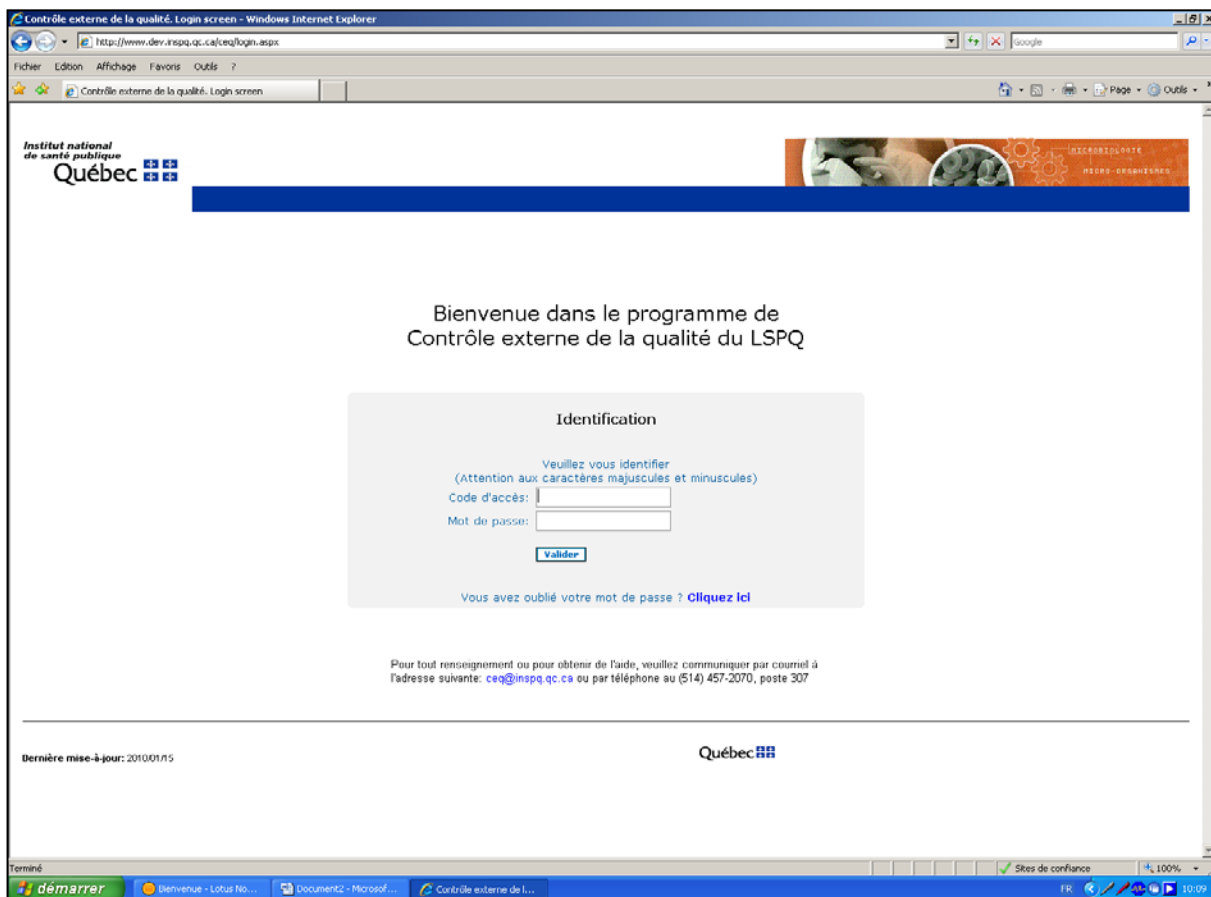 Contrôle externe de la qualité. Login screen - Windows Internet Explorer
http://www.dev.inspq.qc.ca/ceq/login.aspx
Google
Fichier Edition Affichage Favoris Outils ?
Contrôle externe de la qualité. Login screen
Page Outils
Institut national
de santé publique
Québec
MICROBIOLOGIE
MICRO-ORGANISMES
Bienvenue dans le programme de
Contrôle externe de la qualité du LSPQ
Identification
Veuillez vous identifier
(Attention aux caractères majuscules et minuscules)
Code d'accès:
Mot de passe:
Valider
Vous avez oublié votre mot de passe ? Cliquez ici
Pour tout renseignement ou pour obtenir de l'aide, veuillez communiquer par courriel à
l'adresse suivante: ceq@inspq.qc.ca ou par téléphone au (514) 457-2070, poste 307
Dernière mise-à-jour: 2010/01/15
Québec
Terminé
Sites de confiance
100%
démarrer
Bienvenue - Lotus No...
Document2 - Microsof...
Contrôle externe de l...
FR
10:09